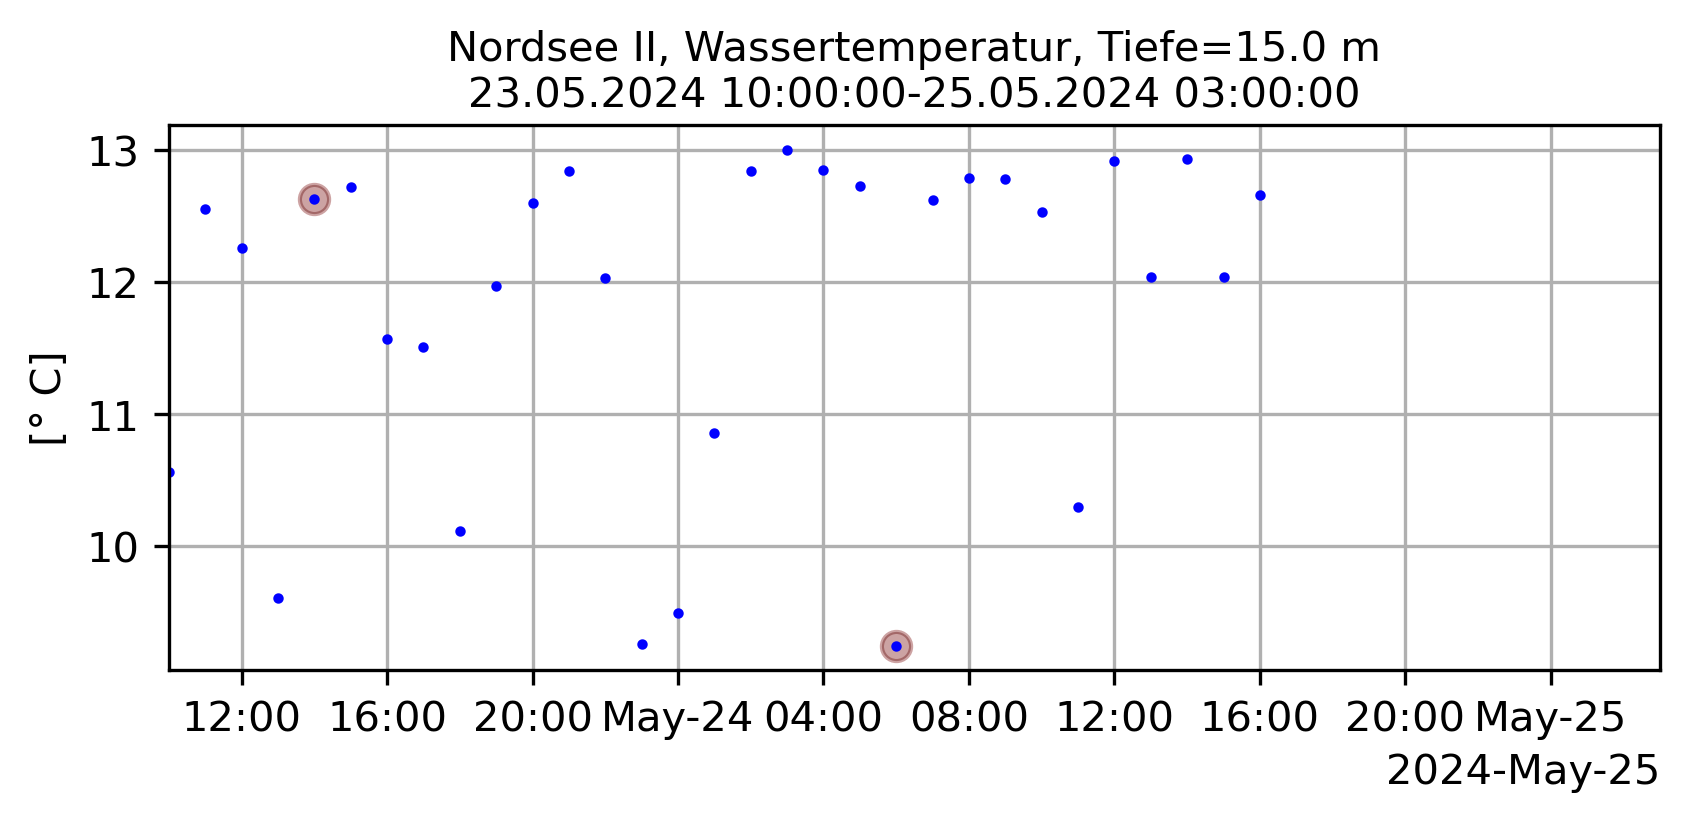 Nordsee II, Wassertemperatur, Tiefe=15.0 m
23.05.2024 10:00:00-25.05.2024 03:00:00
[° C]
13
12
11
10
12:00 16:00 20:00 May-24 04:00 08:00 12:00 16:00 20:00 May-25
2024-May-25